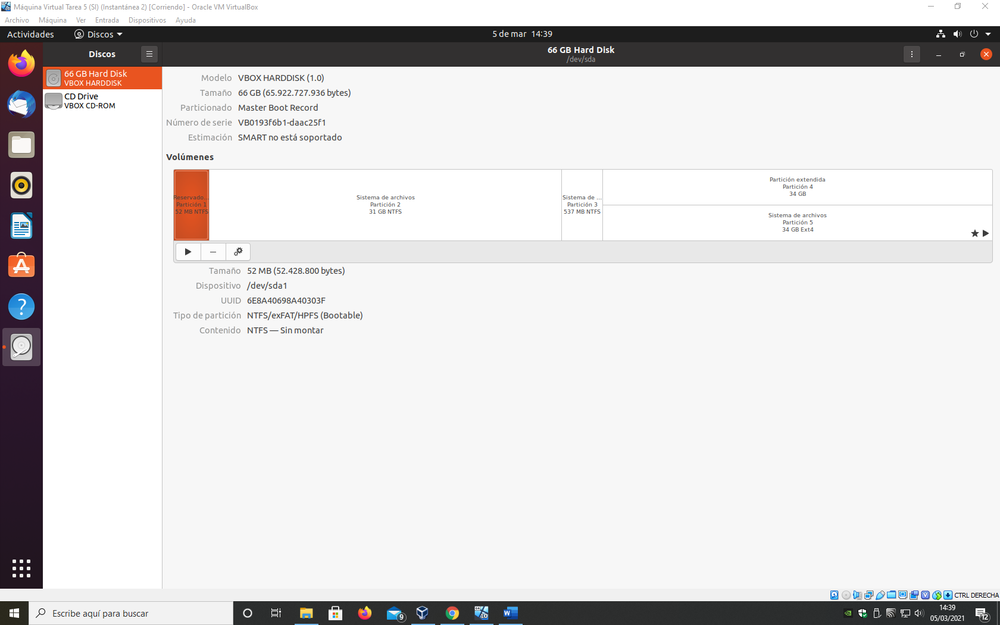 Máquina Virtual Tarea 5 (SI) (Instantánea 2) [Corriendo] - Oracle VM VirtualBox
Archivo Máquina Ver Entrada Dispositivos Ayuda
Actividades Discos 5 de mar 14:39
Discos
66 GB Hard Disk
/dev/sda
66 GB Hard Disk
VBOX HARDDISK
CD Drive
VBOX CD-ROM
Modelo VBOX HARDDISK (1.0)
Tamaño 66 GB (65.922.727.936 bytes)
Particionado Master Boot Record
Número de serie VB0193f6b1-daac25f1
Estimación SMART no está soportado
Volúmenes
Reservado...
Partición 1
52 MB NTFS
Sistema de archivos
Partición 2
31 GB NTFS
Sistema de ...
Partición 3
537 MB NTFS
Partición extendida
Partición 4
34 GB
Sistema de archivos
Partición 5
34 GB Ext4
Tamaño 52 MB (52.428.800 bytes)
Dispositivo /dev/sda1
UUID 6E8A40698A40303F
Tipo de partición NTFS/exFAT/HPFS (Bootable)
Contenido NTFS — Sin montar
CTRL DERECHA
Escribe aquí para buscar
9
14:39
05/03/2021
12